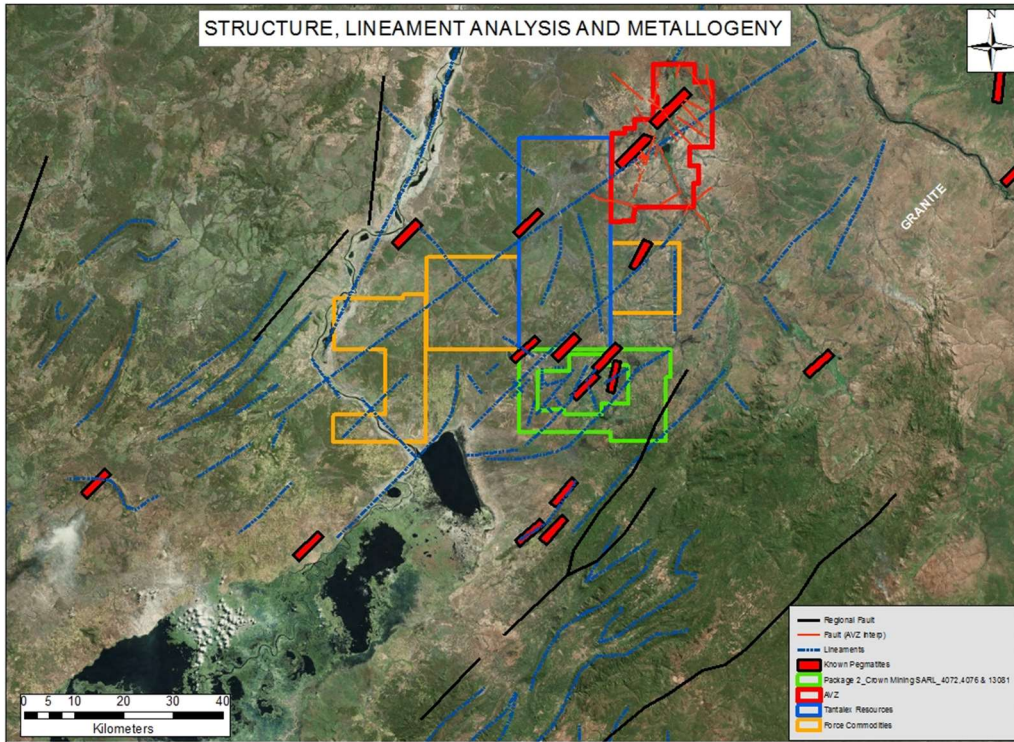 STRUCTURE, LINEAMENT ANALYSIS AND METALLOGENY
N
GRANITE
Regional Fault
Fault (AVZ Interp)
Lineaments
Known Pegmatites
Package 2_Crown Mining SARL_4072,4076 & 13081
AVZ
Tantalex Resources
Force Commodities
0 5 10 20 30 40
Kilometers